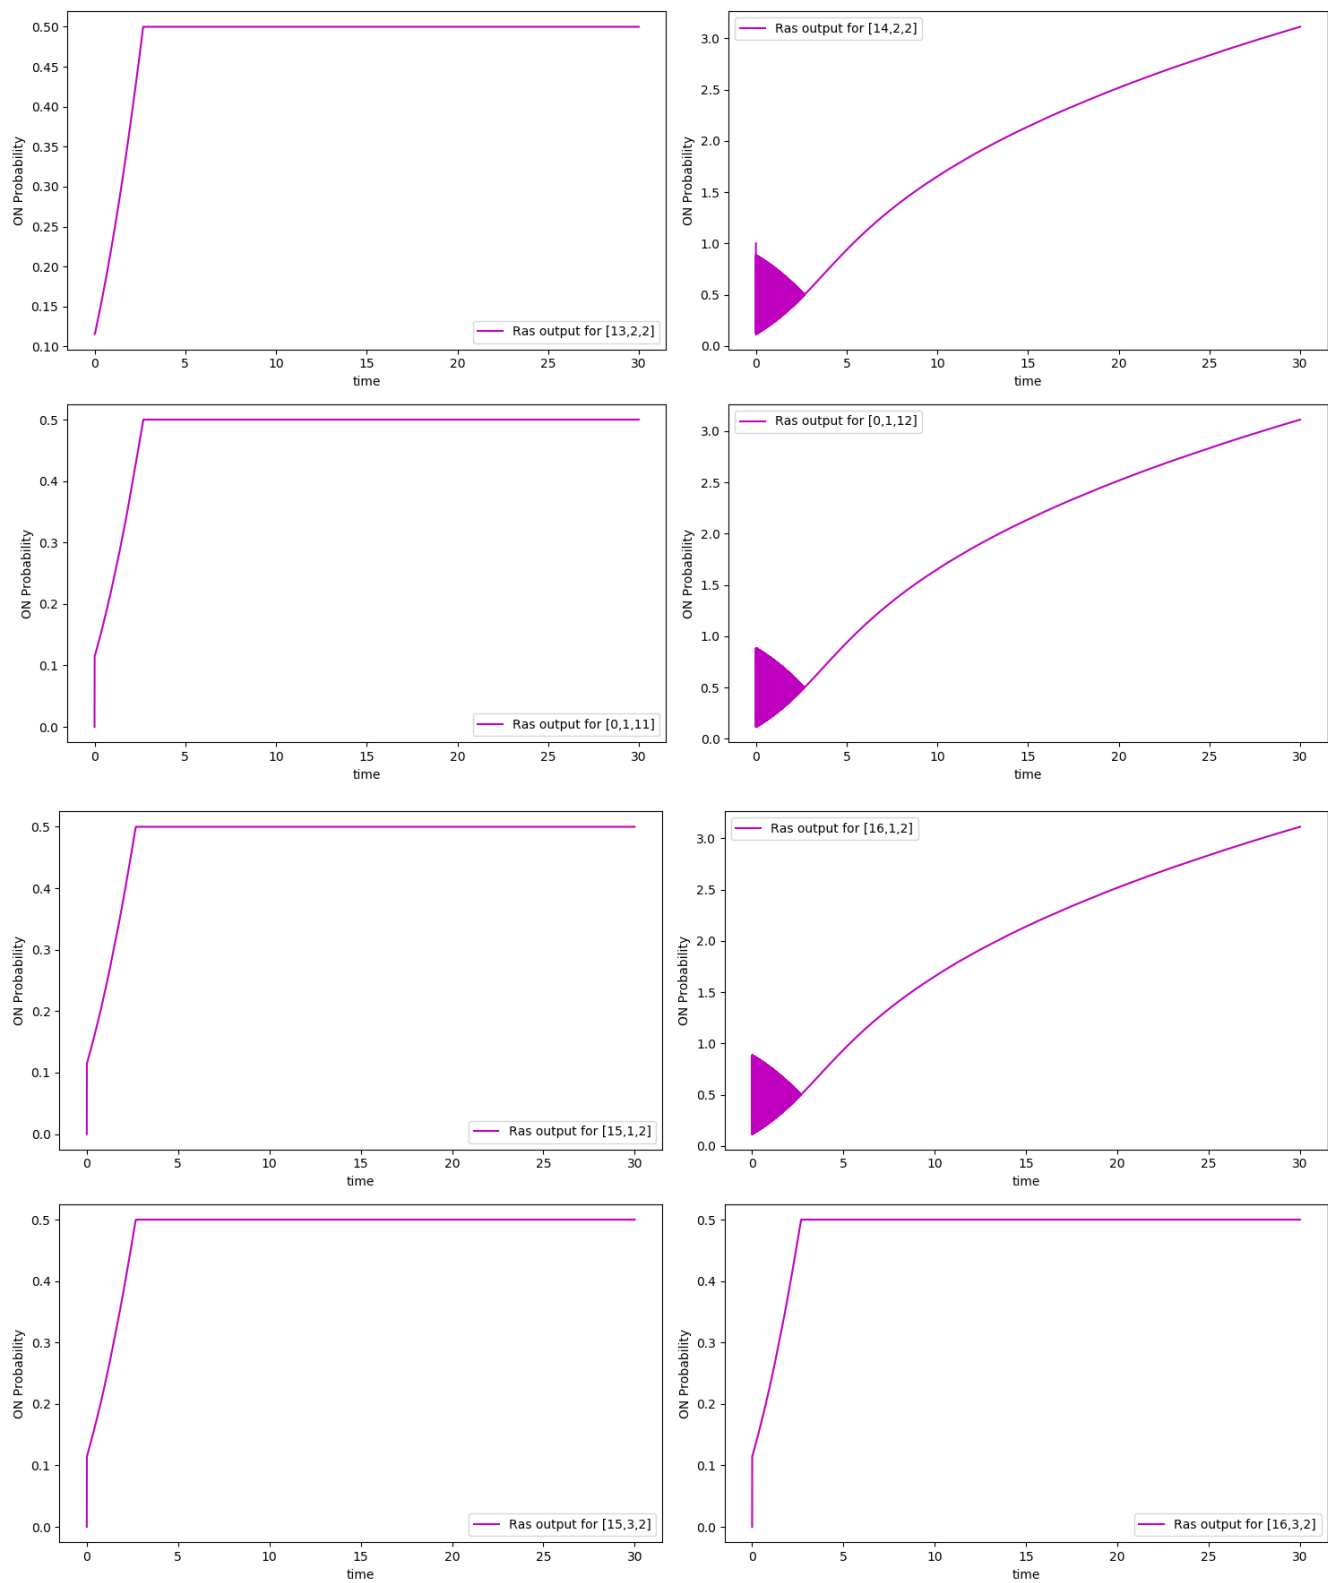 0.50
0.45
0.40
0.35
0.30
0.25
0.20
0.15
0.10
ON Probability
Ras output for [13,2,2]
0 5 10 15 20 25 30
time
Ras output for [14,2,2]
3.0
2.5
2.0
1.5
1.0
0.5
0.0
ON Probability
0 5 10 15 20 25 30
time
0.5
0.4
0.3
0.2
0.1
0.0
ON Probability
Ras output for [0,1,11]
0 5 10 15 20 25 30
time
Ras output for [0,1,12]
3.0
2.5
2.0
1.5
1.0
0.5
0.0
ON Probability
0 5 10 15 20 25 30
time
0.5
0.4
0.3
0.2
0.1
0.0
ON Probability
Ras output for [15,1,2]
0 5 10 15 20 25 30
time
Ras output for [16,1,2]
3.0
2.5
2.0
1.5
1.0
0.5
0.0
ON Probability
0 5 10 15 20 25 30
time
0.5
0.4
0.3
0.2
0.1
0.0
ON Probability
Ras output for [15,3,2]
0 5 10 15 20 25 30
time
0.5
0.4
0.3
0.2
0.1
0.0
ON Probability
Ras output for [16,3,2]
0 5 10 15 20 25 30
time